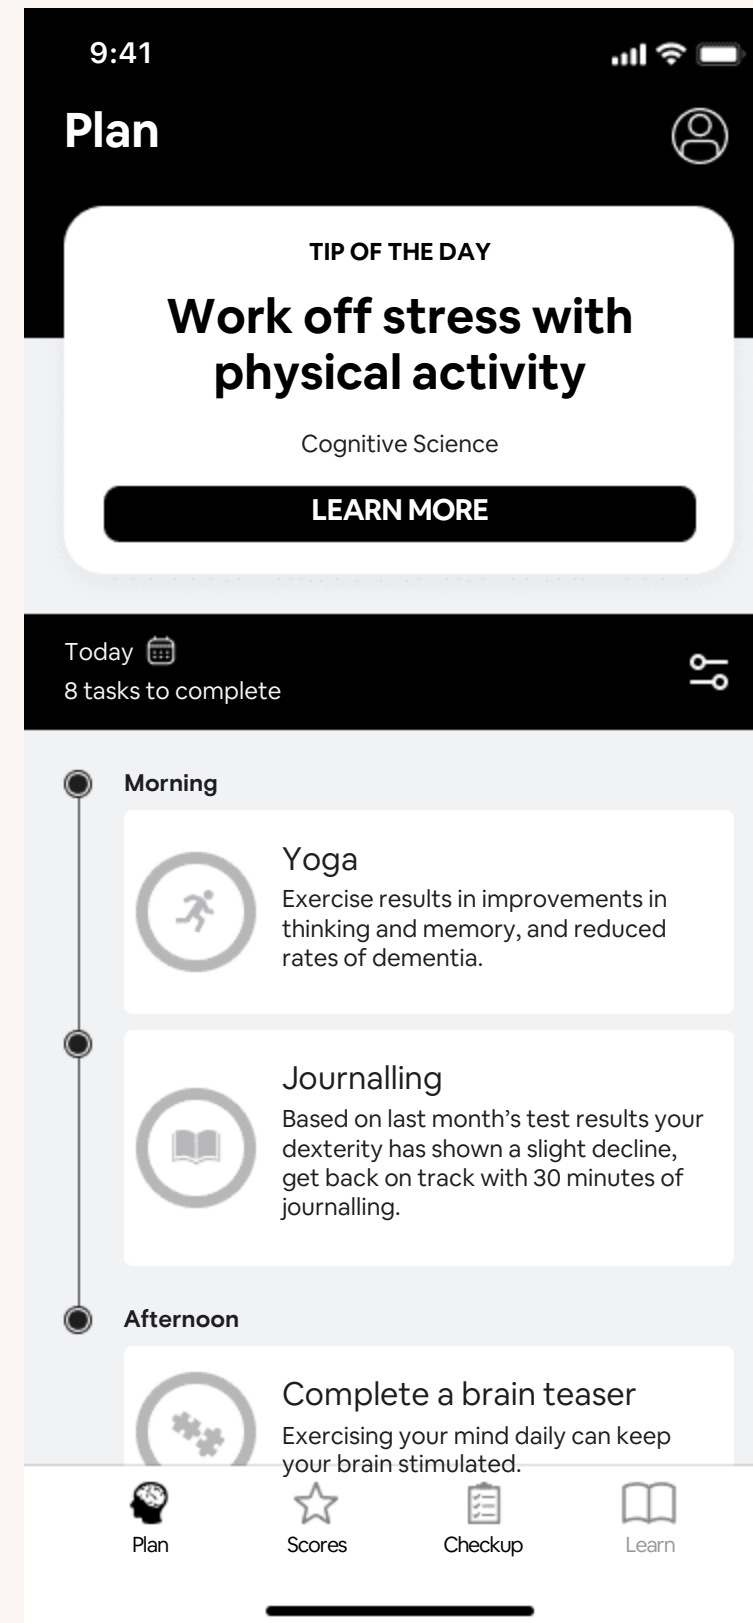 9:41
Plan
TIP OF THE DAY
Work off stress with
physical activity
Cognitive Science
LEARN MORE
Today
8 tasks to complete
Morning
Yoga
Exercise results in improvements in
thinking and memory, and reduced
rates of dementia.
Journalling
Based on last month’s test results your
dexterity has shown a slight decline,
get back on track with 30 minutes of
journalling.
Afternoon
Complete a brain teaser
Exercising your mind daily can keep
your brain stimulated.
Plan
Scores
Checkup
Learn